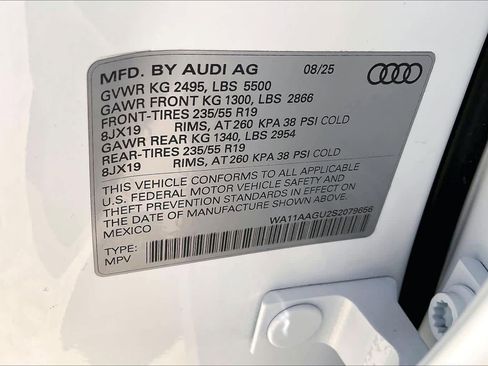 MFD. BY AUDI AG 08/25
GVWR KG 2495, LBS 5500
GAWR FRONT KG 1300, LBS 2866
FRONT-TIRES 235/55 R19
8JX19 RIMS, AT 260 KPA 38 PSI COLD
GAWR REAR KG 1340, LBS 2954
REAR-TIRES 235/55 R19
8JX19 RIMS, AT 260 KPA 38 PSI COLD
THIS VEHICLE CONFORMS TO ALL APPLICABLE
U.S. FEDERAL MOTOR VEHICLE SAFETY AND
THEFT PREVENTION STANDARDS IN EFFECT ON
THE DATE OF MANUFACTURE SHOWN ABOVE.
MEXICO WA11AAGU2S2079656
TYPE:
MPV